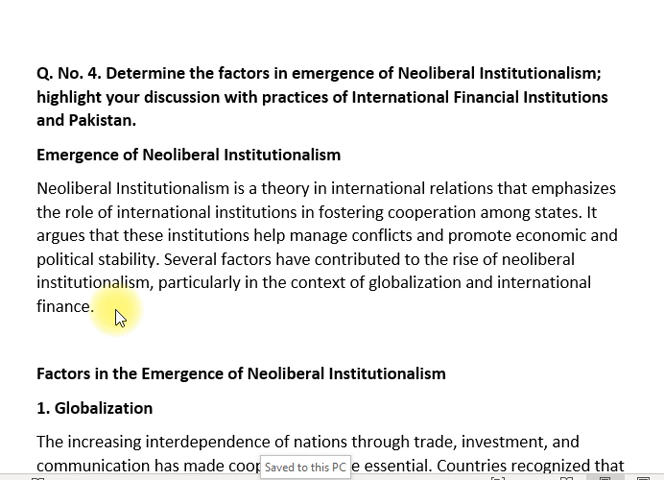 Q. No. 4. Determine the factors in emergence of Neoliberal Institutionalism;
highlight your discussion with practices of International Financial Institutions
and Pakistan.
Emergence of Neoliberal Institutionalism
Neoliberal Institutionalism is a theory in international relations that emphasizes
the role of international institutions in fostering cooperation among states. It
argues that these institutions help manage conflicts and promote economic and
political stability. Several factors have contributed to the rise of neoliberal
institutionalism, particularly in the context of globalization and international
finance.
Factors in the Emergence of Neoliberal Institutionalism
1. Globalization
The increasing interdependence of nations through trade, investment, and
communication has made essential. Countries recognized that
Saved to this PC